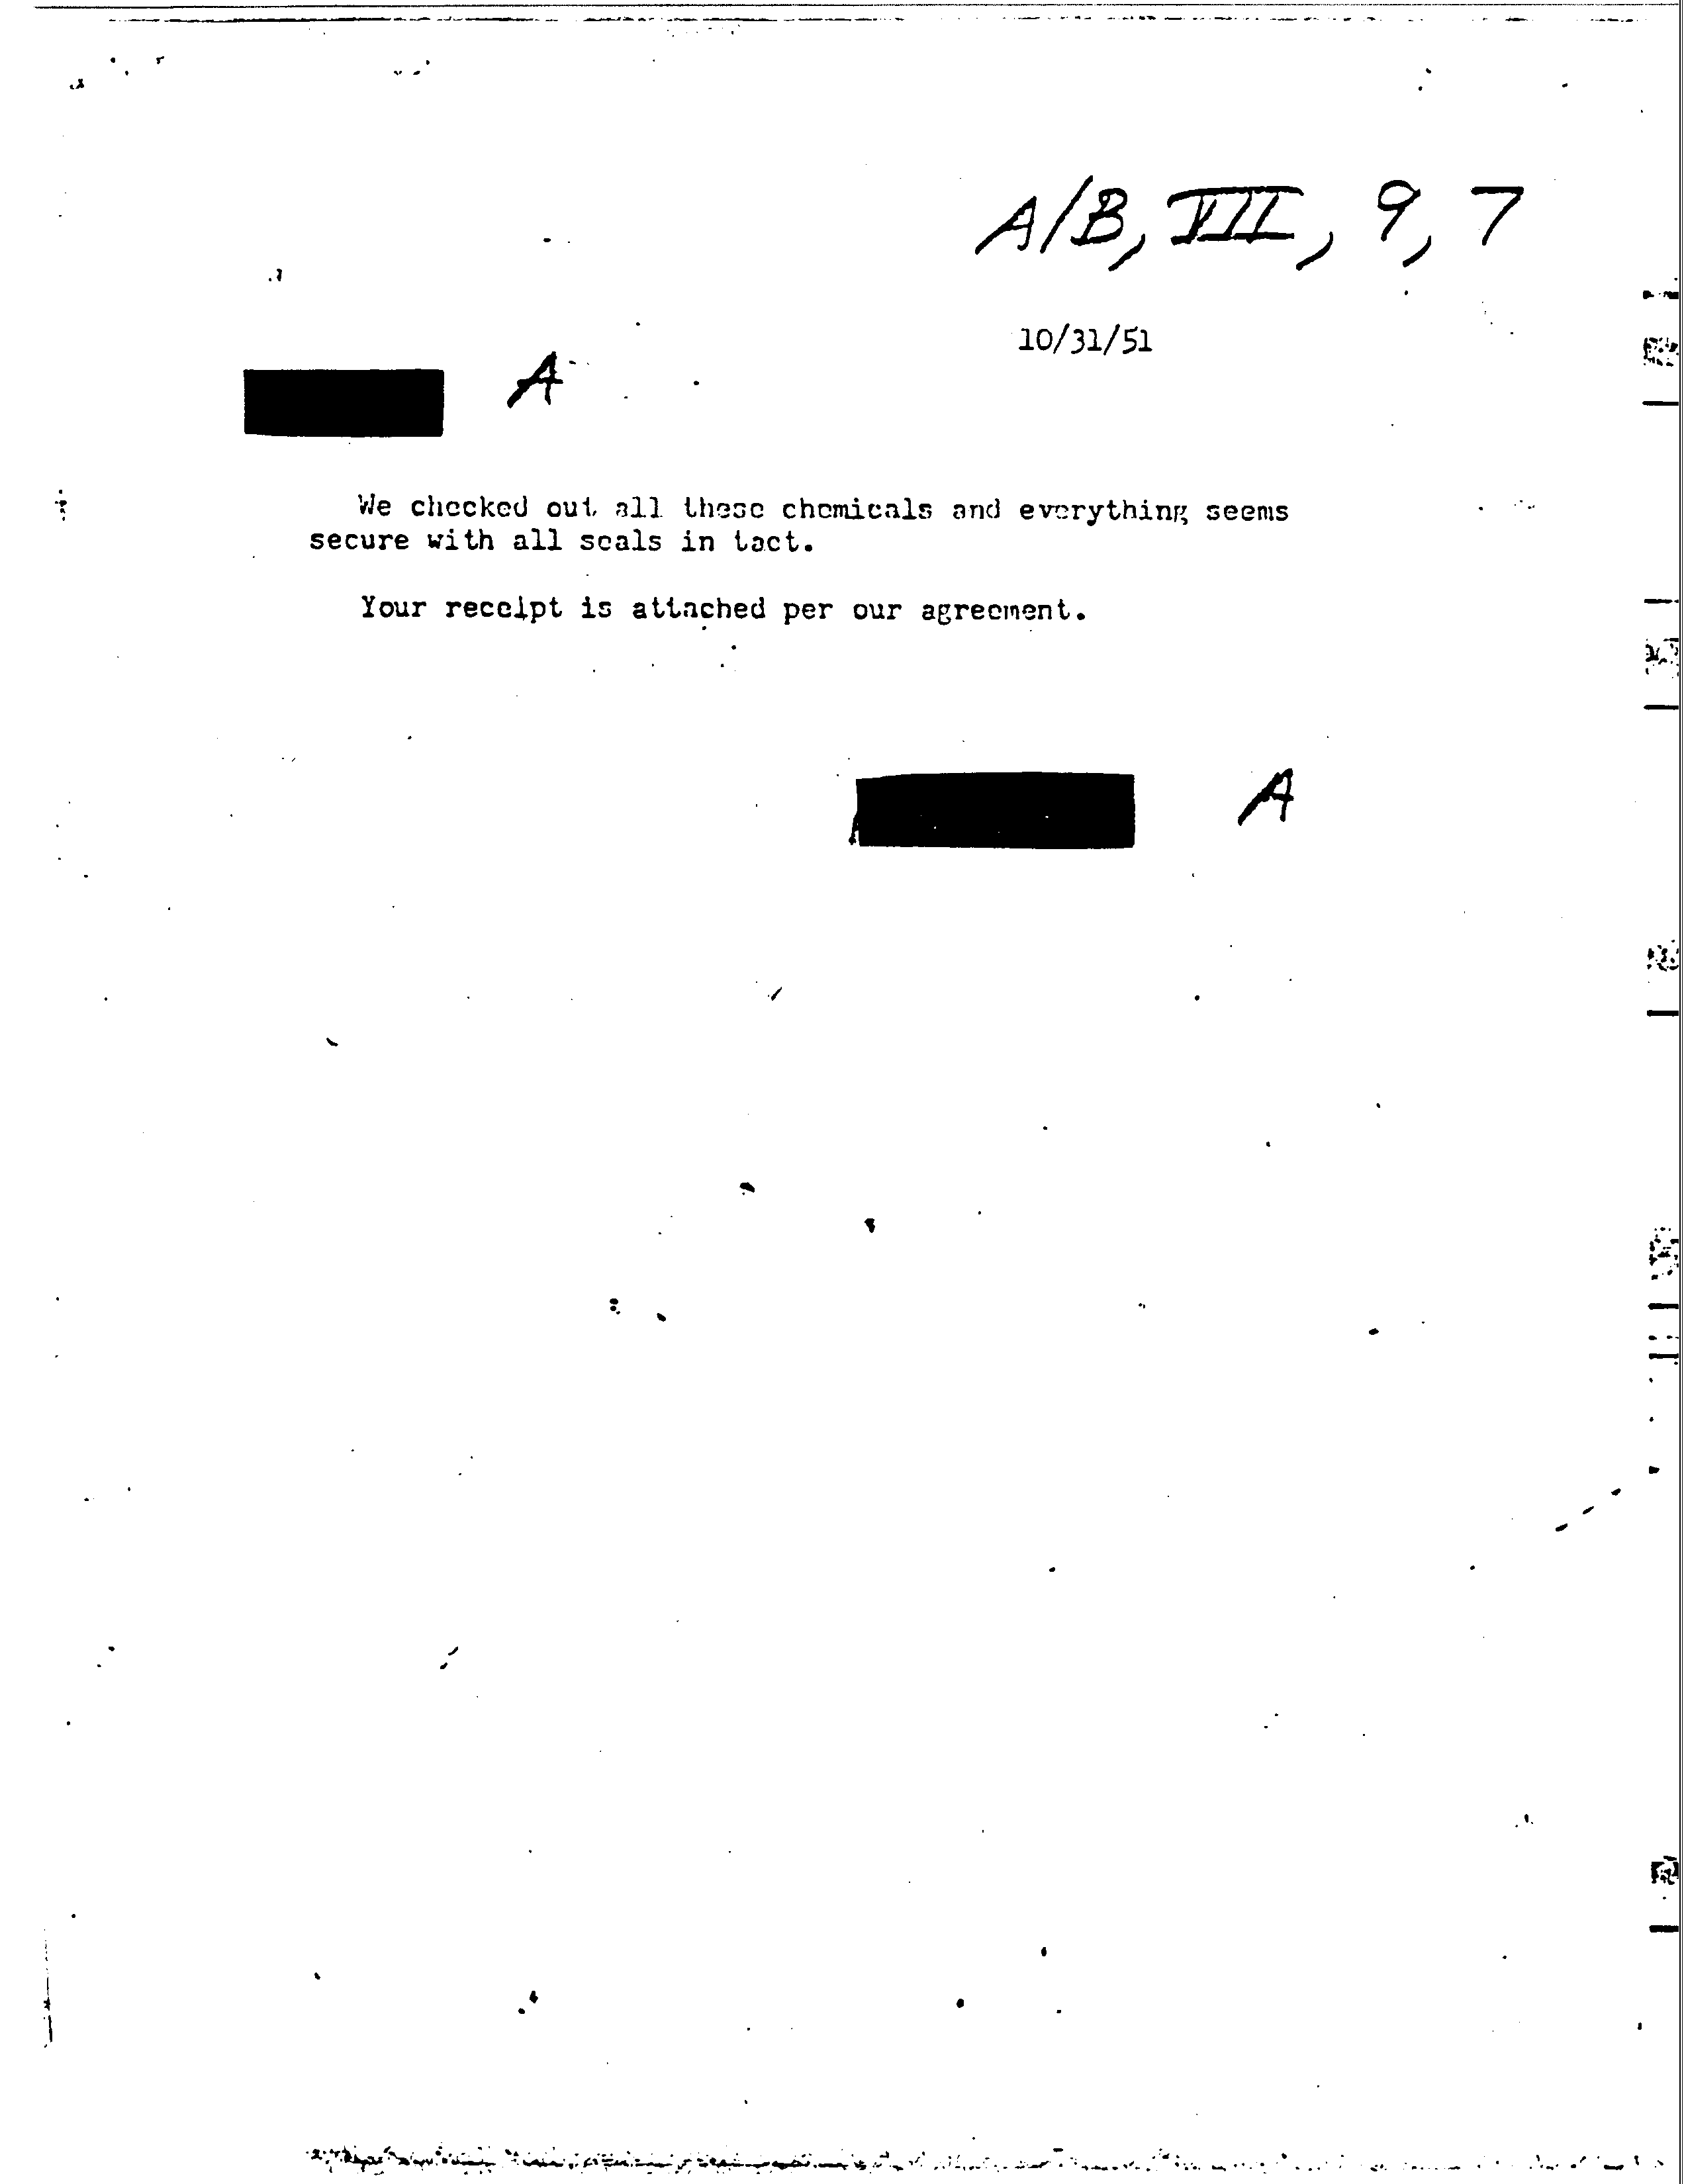 A/B, VII, 9, 7
10/31/51
A
We checked out all these chemicals and everything seems
secure with all seals in tact.
Your receipt is attached per our agreement.
A